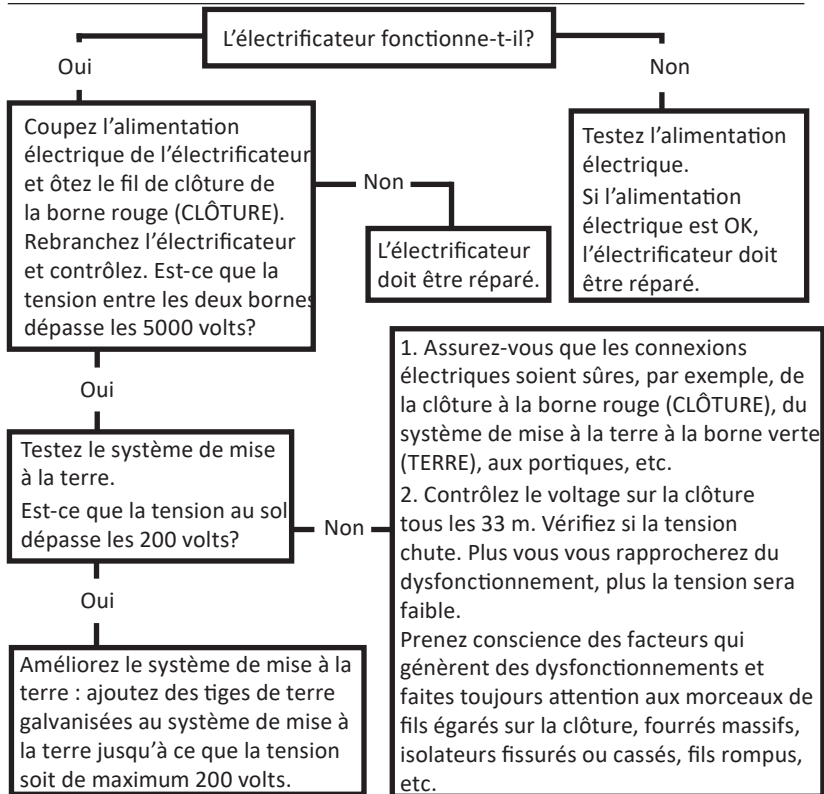 L'électrificateur fonctionne-t-il?
Oui
Non
Coupez l'alimentation
électrique de l'électrificateur
et ôtez le fil de clôture de
la borne rouge (CLÔTURE).
Rebranchez l'électrificateur
et contrôlez. Est-ce que la
tension entre les deux bornes
dépasse les 5000 volts?
Non
L'électrificateur
doit être réparé.
Testez l'alimentation
électrique.
Si l'alimentation
électrique est OK,
l'électrificateur doit
être réparé.
Oui
Testez le système de mise
à la terre.
Est-ce que la tension au sol
dépasse les 200 volts?
Non
1. Assurez-vous que les connexions
électriques soient sûres, par exemple, de
la clôture à la borne rouge (CLÔTURE), du
système de mise à la terre à la borne verte
(TERRE), aux portiques, etc.
2. Contrôlez le voltage sur la clôture
tous les 33 m. Vérifiez si la tension
chute. Plus vous vous rapprocherez du
dysfonctionnement, plus la tension sera
faible.
Prenez conscience des facteurs qui
génèrent des dysfonctionnements et
faites toujours attention aux morceaux de
fils égarés sur la clôture, fourrés massifs,
isolateurs fissurés ou cassés, fils rompus,
etc.
Oui
Améliorez le système de mise à la
terre : ajoutez des tiges de terre
galvanisées au système de mise à
la terre jusqu'à ce que la tension
soit de maximum 200 volts.